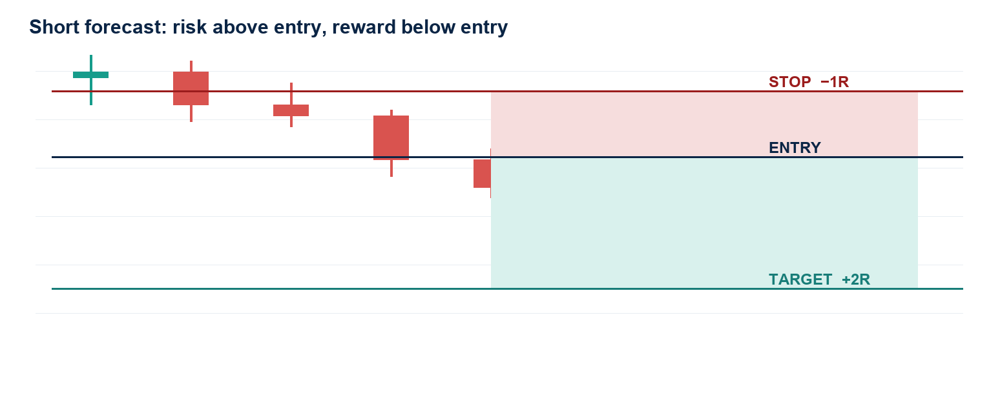 Short forecast: risk above entry, reward below entry
STOP −1R
ENTRY
TARGET +2R